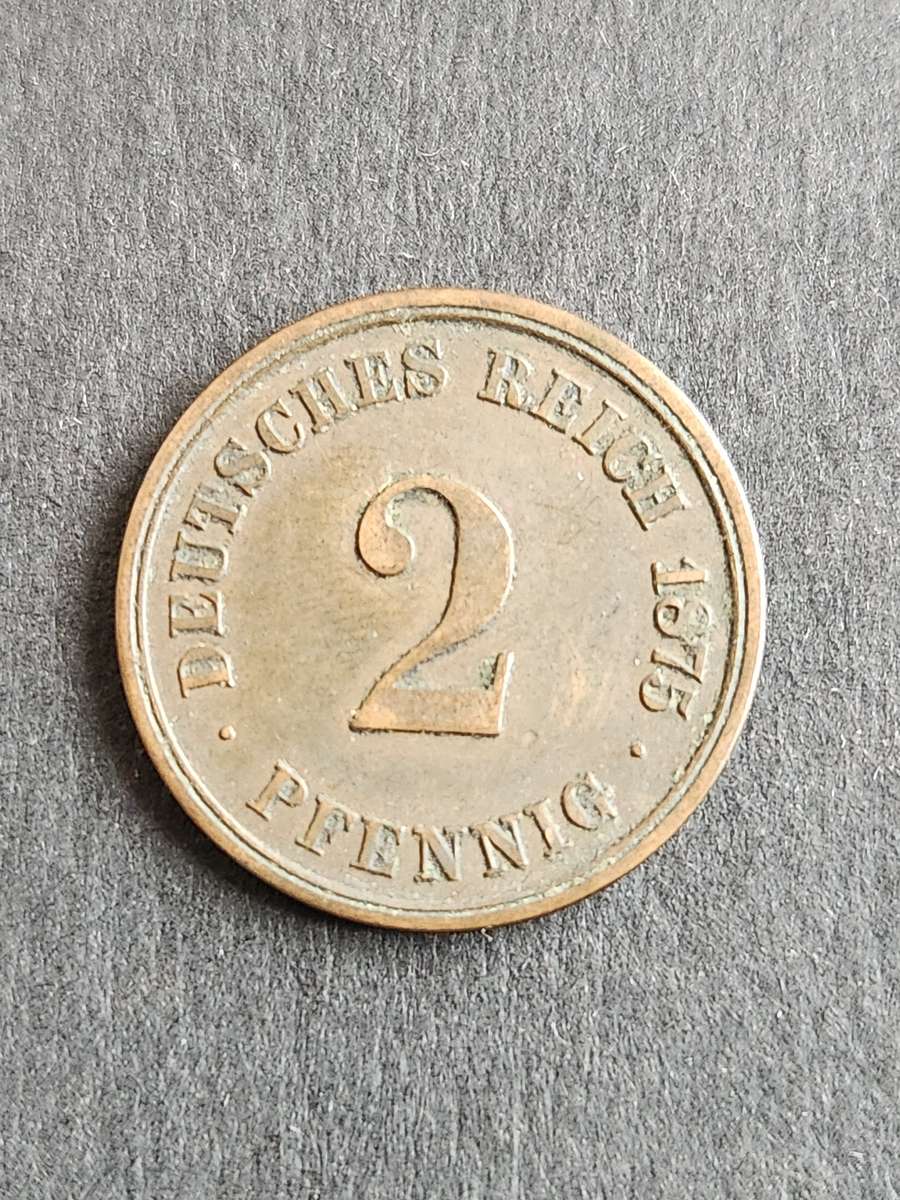 DEUTSCHES REICH 1875
2
· PFENNIG ·